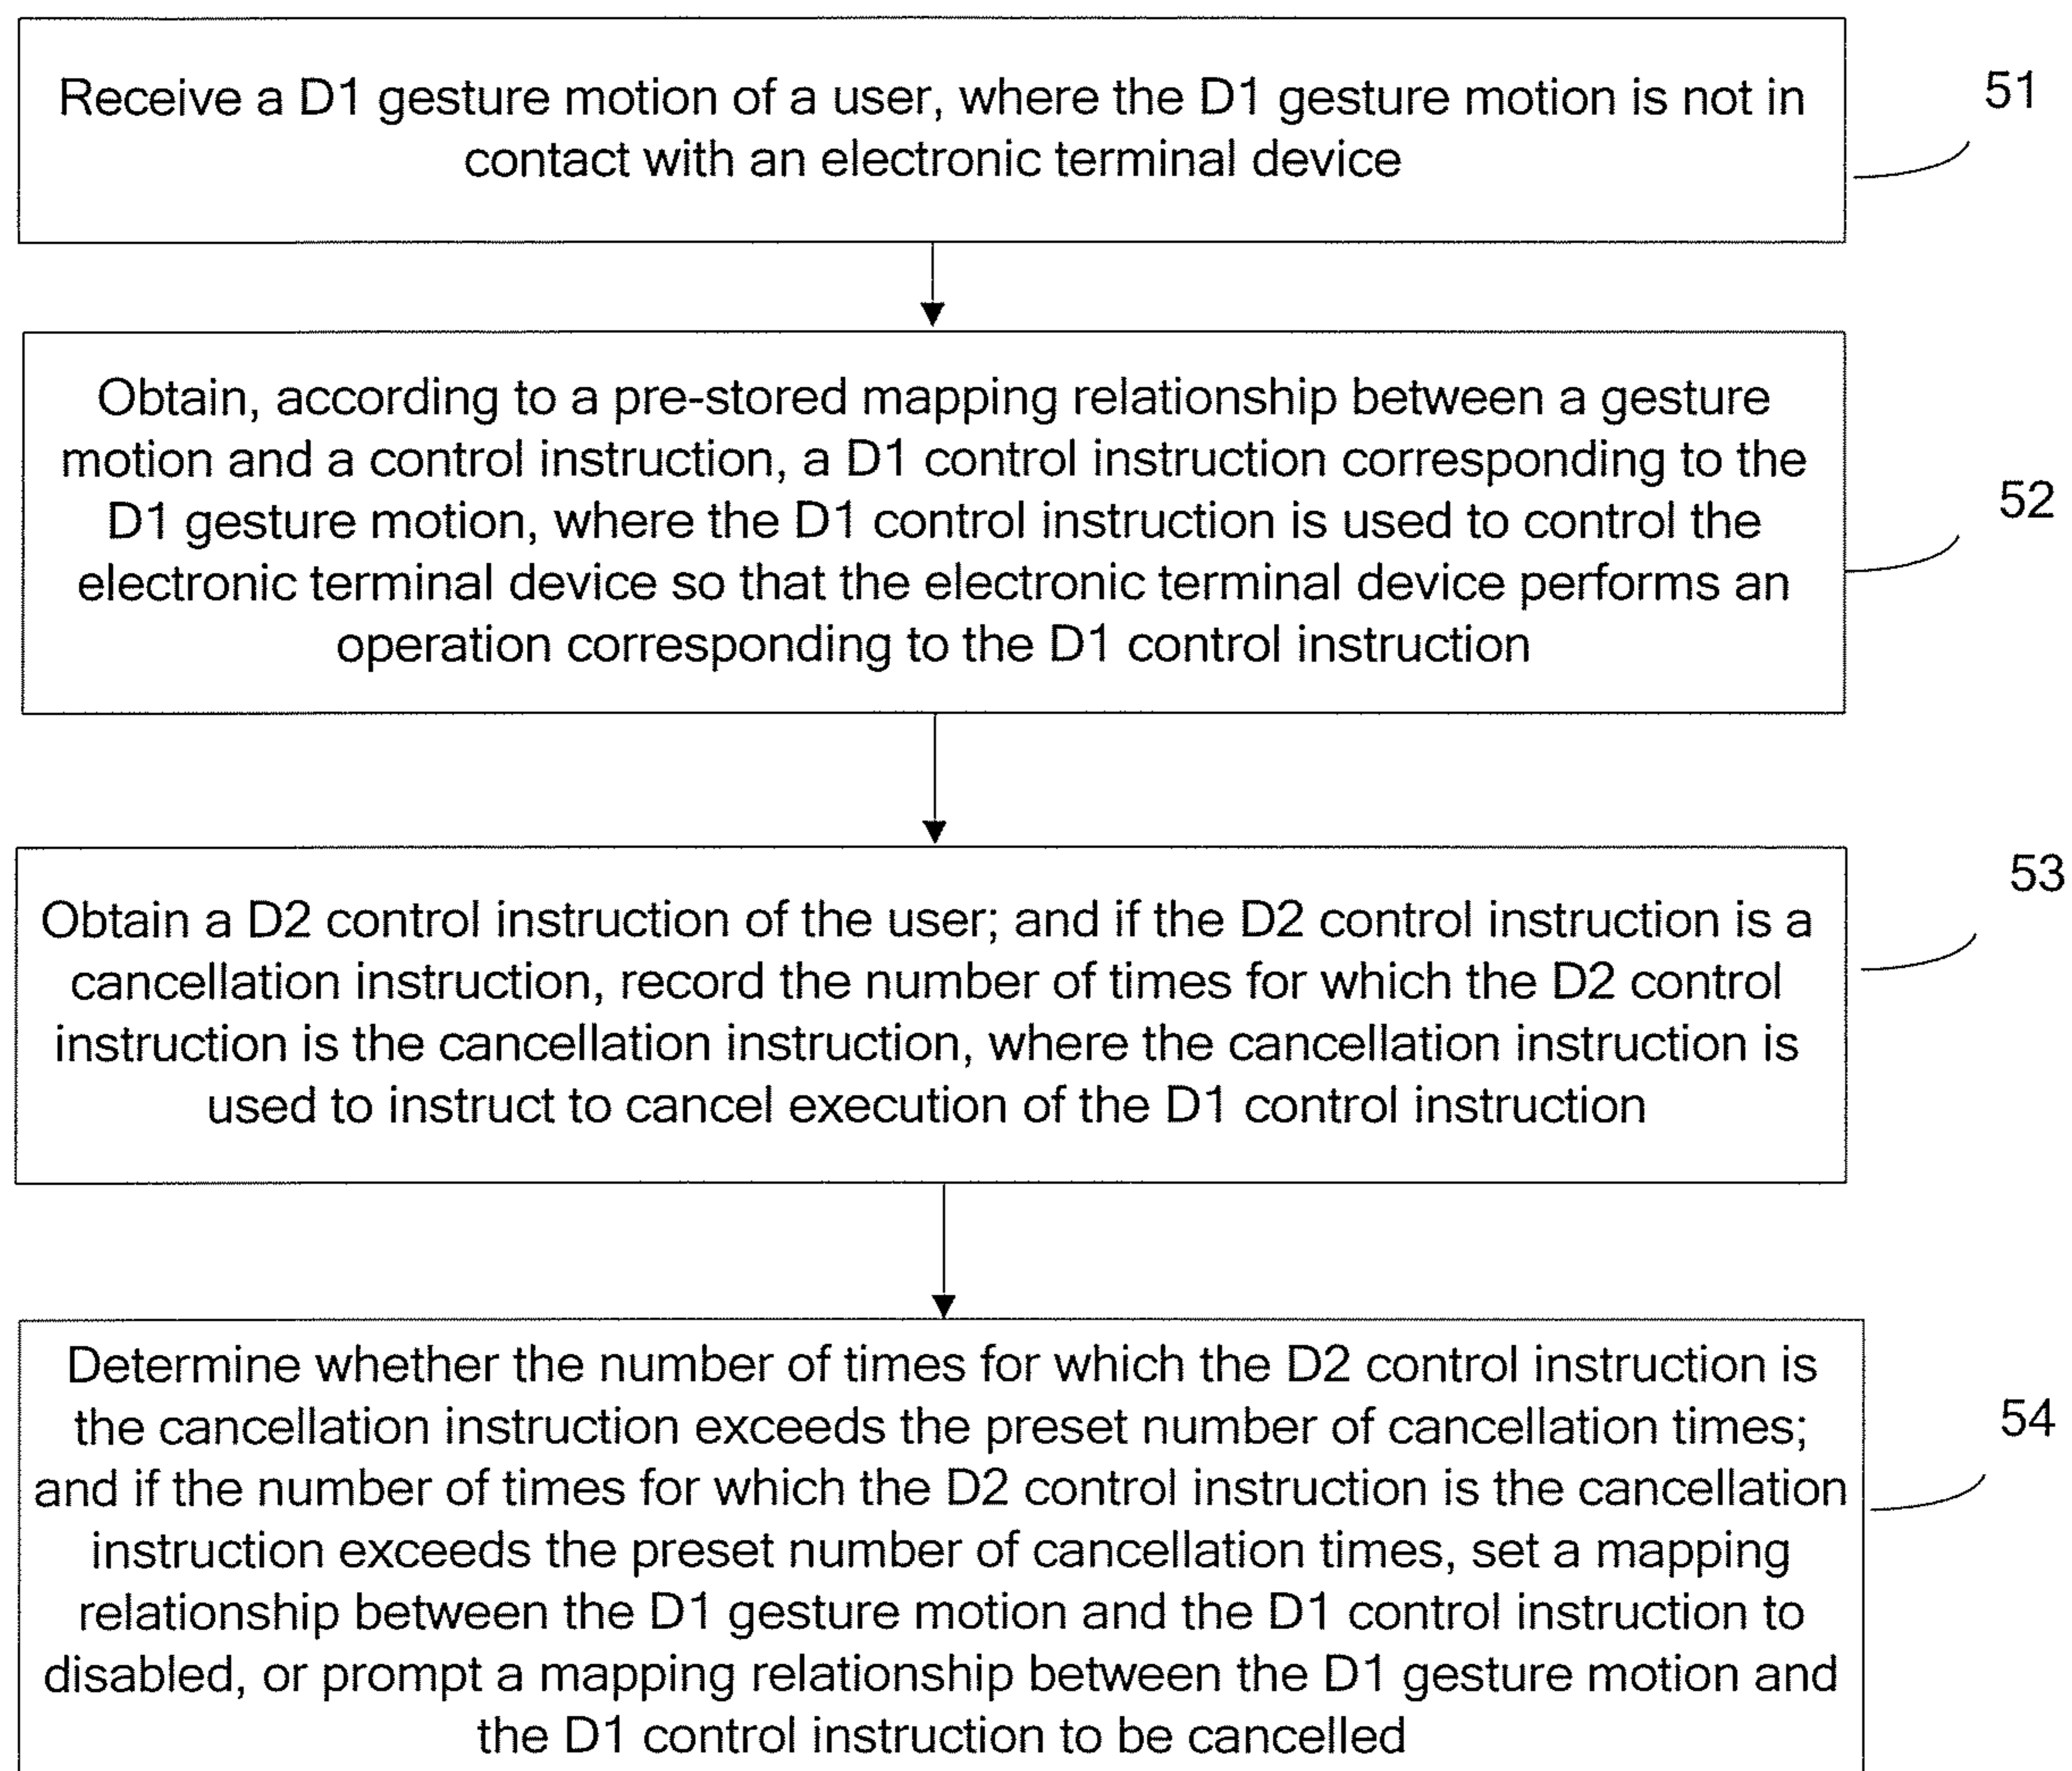 Receive a D1 gesture motion of a user, where the D1 gesture motion is not in
contact with an electronic terminal device
51
Obtain, according to a pre-stored mapping relationship between a gesture
motion and a control instruction, a D1 control instruction corresponding to the
D1 gesture motion, where the D1 control instruction is used to control the
electronic terminal device so that the electronic terminal device performs an
operation corresponding to the D1 control instruction
52
Obtain a D2 control instruction of the user; and if the D2 control instruction is a
cancellation instruction, record the number of times for which the D2 control
instruction is the cancellation instruction, where the cancellation instruction is
used to instruct to cancel execution of the D1 control instruction
53
Determine whether the number of times for which the D2 control instruction is
the cancellation instruction exceeds the preset number of cancellation times;
and if the number of times for which the D2 control instruction is the cancellation
instruction exceeds the preset number of cancellation times, set a mapping
relationship between the D1 gesture motion and the D1 control instruction to
disabled, or prompt a mapping relationship between the D1 gesture motion and
the D1 control instruction to be cancelled
54